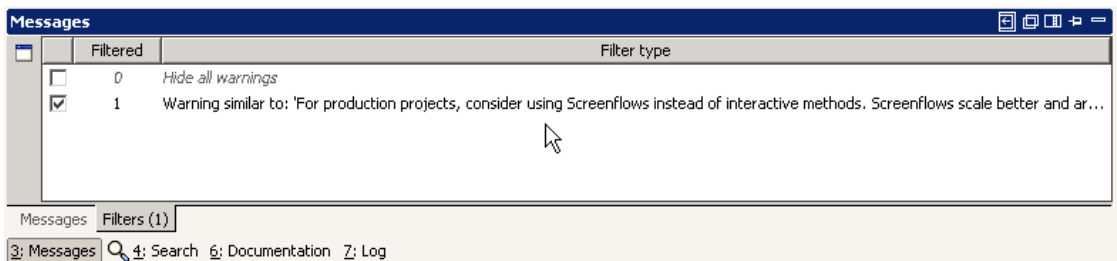 Messages
Filtered Filter type
0 Hide all warnings
1 Warning similar to: 'For production projects, consider using Screenflows instead of interactive methods. Screenflows scale better and ar...
Messages Filters (1)
3: Messages 4: Search 6: Documentation 7: Log